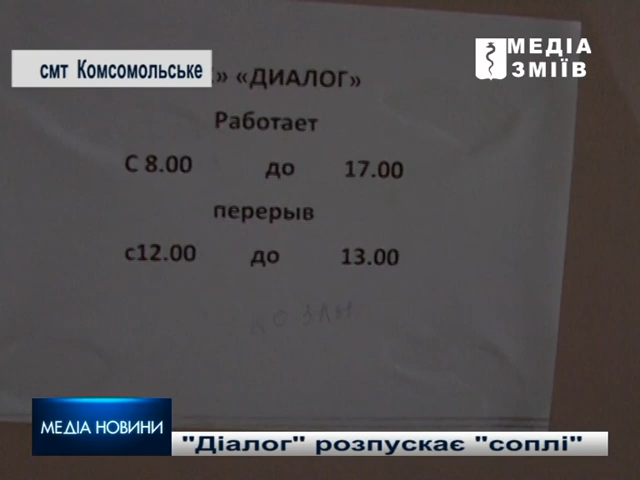 смт Комсомольське
МЕДІА
ЗМІЇВ
» «ДИАЛОГ»
Работает
С 8.00 до 17.00
перерыв
с12.00 до 13.00
МЕДІА НОВИНИ
"Діалог" розпускає "соплі"